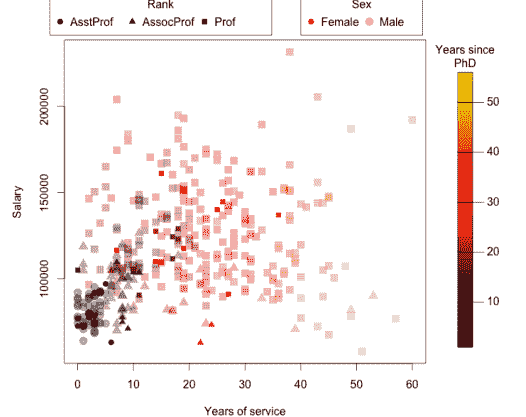 Rank
AsstProf AssocProf Prof
Sex
Female Male
Years since
PhD
50
40
30
20
10
Salary
200000
150000
100000
0 10 20 30 40 50 60
Years of service